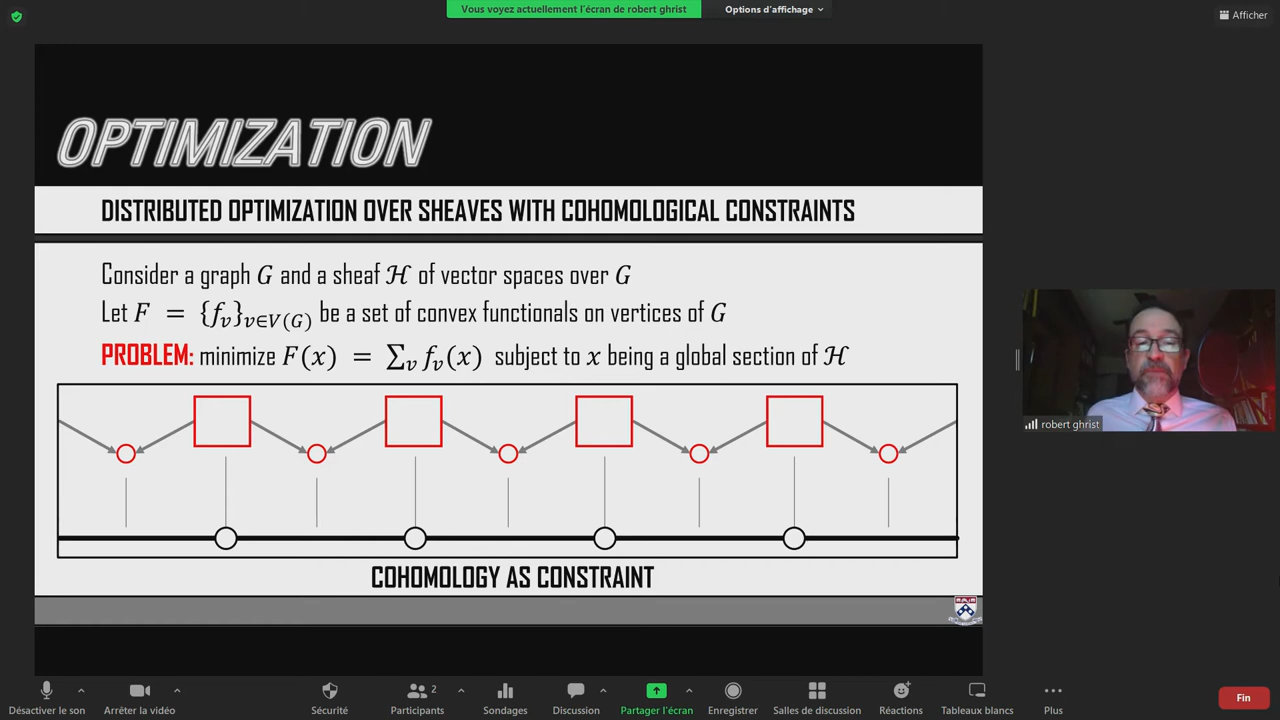 Vous voyez actuellement l'écran de robert ghrist
Options d'affichage
Afficher
OPTIMIZATION
DISTRIBUTED OPTIMIZATION OVER SHEAVES WITH COHOMOLOGICAL CONSTRAINTS
Consider a graph G and a sheaf ℋ of vector spaces over G
Let F = {f_v}_{v∈V(G)} be a set of convex functionals on vertices of G
PROBLEM: minimize F(x) = ∑_v f_v(x) subject to x being a global section of ℋ
COHOMOLOGY AS CONSTRAINT
robert ghrist
Désactiver le son
Arrêter la vidéo
Sécurité
2
Participants
Sondages
Discussion
Partager l'écran
Enregistrer
Salles de discussion
Réactions
Tableaux blancs
Plus
Fin